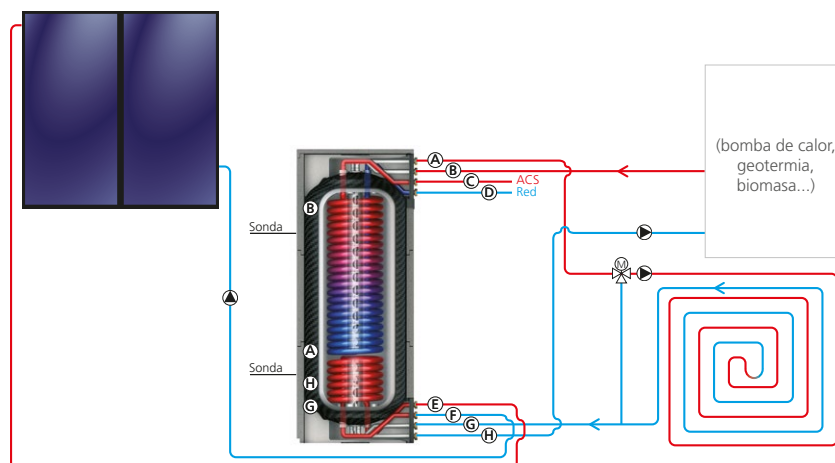 A
B
C
ACS
D
Red
(bomba de calor,
geotermia,
biomasa...)
B
Sonda
M
A
Sonda
H
G
E
F
G
H